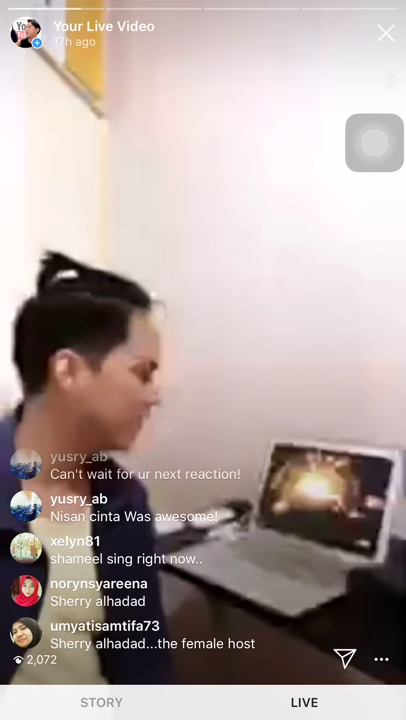 Your Live Video
17h ago
yusry_ab
Can't wait for ur next reaction!
yusry_ab
Nisan cinta Was awesome!
xelyn81
shameel sing right now..
norynsyareena
Sherry alhadad
umyatisamtifa73
Sherry alhadad...the female host
2,072
STORY
LIVE